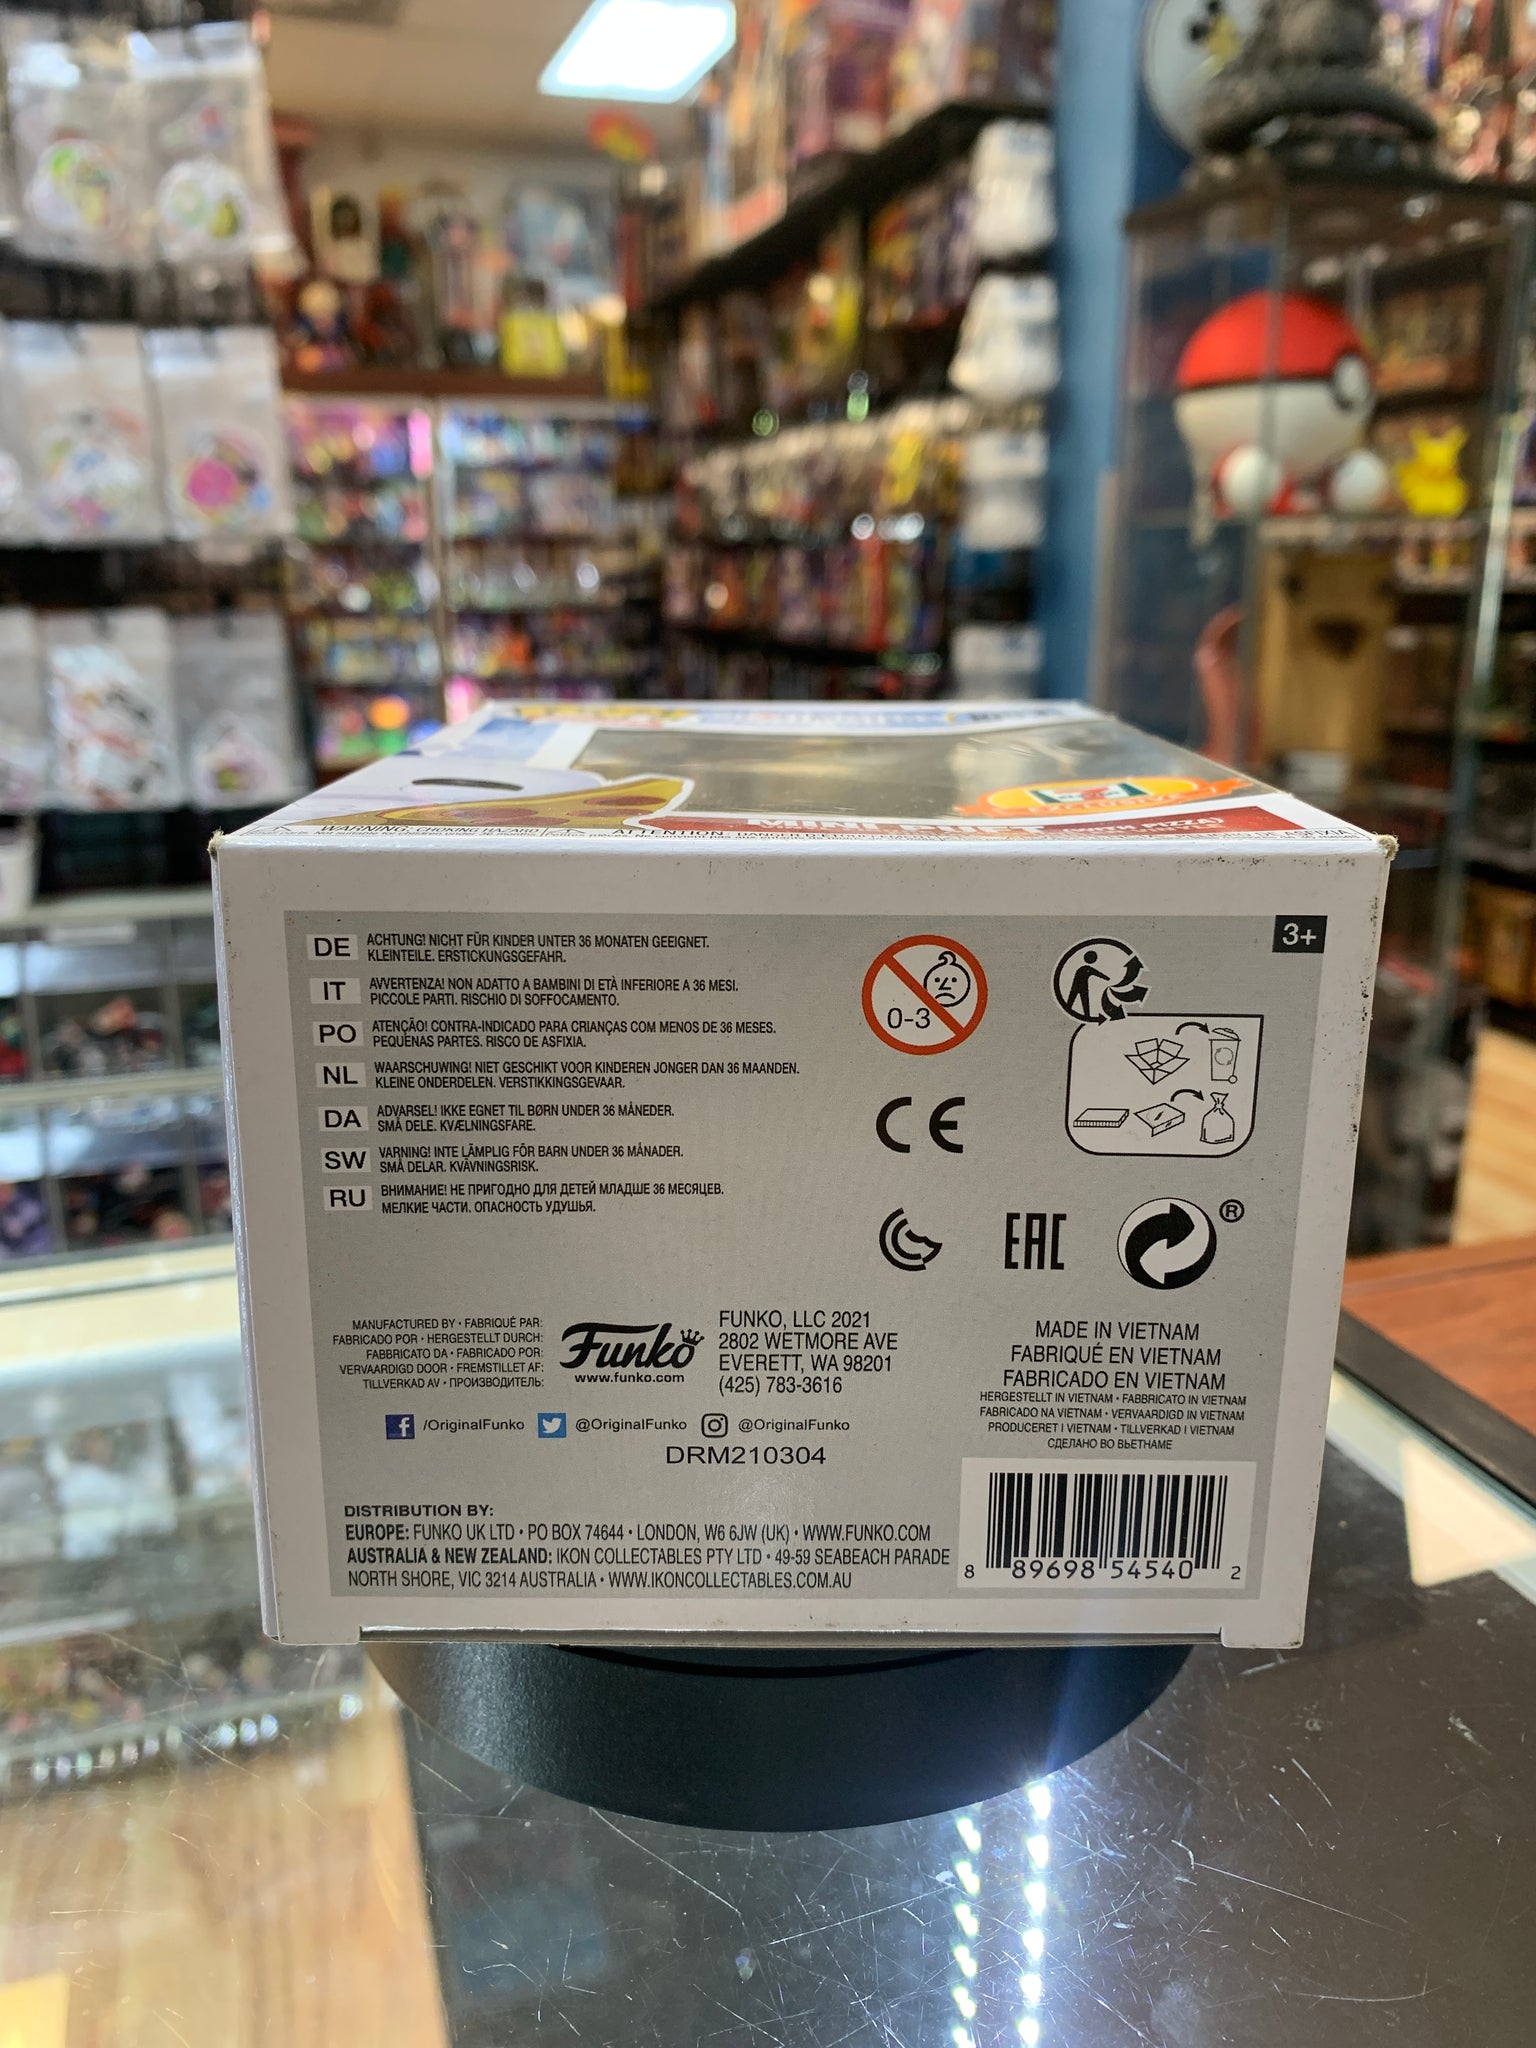 WARNING: CHOKING HAZARD
ATTENTION: DANGER D'ÉTOUFFEMENT
MINI
PIZZA)
3+
DE ACHTUNG! NICHT FÜR KINDER UNTER 36 MONATEN GEEIGNET.
KLEINTEILE. ERSTICKUNGSGEFAHR.
IT AVVERTENZA! NON ADATTO A BAMBINI DI ETÀ INFERIORE A 36 MESI.
PICCOLE PARTI. RISCHIO DI SOFFOCAMENTO.
PO ATENÇÃO! CONTRA-INDICADO PARA CRIANÇAS COM MENOS DE 36 MESES.
PEQUENAS PARTES. RISCO DE ASFIXIA.
NL WAARSCHUWING! NIET GESCHIKT VOOR KINDEREN JONGER DAN 36 MAANDEN.
KLEINE ONDERDELEN. VERSTIKKINGSGEVAAR.
DA ADVARSEL! IKKE EGNET TIL BØRN UNDER 36 MÅNEDER.
SMÅ DELE. KVÆLNINGSFARE.
SW VARNING! INTE LÄMPLIG FÖR BARN UNDER 36 MÅNADER.
SMÅ DELAR. KVÄVNINGSRISK.
RU ВНИМАНИЕ! НЕ ПРИГОДНО ДЛЯ ДЕТЕЙ МЛАДШЕ 36 МЕСЯЦЕВ.
МЕЛКИЕ ЧАСТИ. ОПАСНОСТЬ УДУШЬЯ.
0-3
CE
EAC
®
MANUFACTURED BY • FABRIQUÉ PAR:
FABRICADO POR • HERGESTELLT DURCH:
FABBRICATO DA • FABRICADO POR:
VERVAARDIGD DOOR • FREMSTILLET AF:
TILLVERKAD AV • ПРОИЗВОДИТЕЛЬ:
Funko
www.funko.com
FUNKO, LLC 2021
2802 WETMORE AVE
EVERETT, WA 98201
(425) 783-3616
MADE IN VIETNAM
FABRIQUÉ EN VIETNAM
FABRICADO EN VIETNAM
HERGESTELLT IN VIETNAM • FABBRICATO IN VIETNAM
FABRICADO NA VIETNAM • VERVAARDIGD IN VIETNAM
PRODUCERET I VIETNAM • TILLVERKAD I VIETNAM
СДЕЛАНО ВО ВЬЕТНАМЕ
/OriginalFunko @OriginalFunko @OriginalFunko
DRM210304
DISTRIBUTION BY:
EUROPE: FUNKO UK LTD • PO BOX 74644 • LONDON, W6 6JW (UK) • WWW.FUNKO.COM
AUSTRALIA & NEW ZEALAND: IKON COLLECTABLES PTY LTD • 49-59 SEABEACH PARADE
NORTH SHORE, VIC 3214 AUSTRALIA • WWW.IKONCOLLECTABLES.COM.AU
8 89698 54540 2